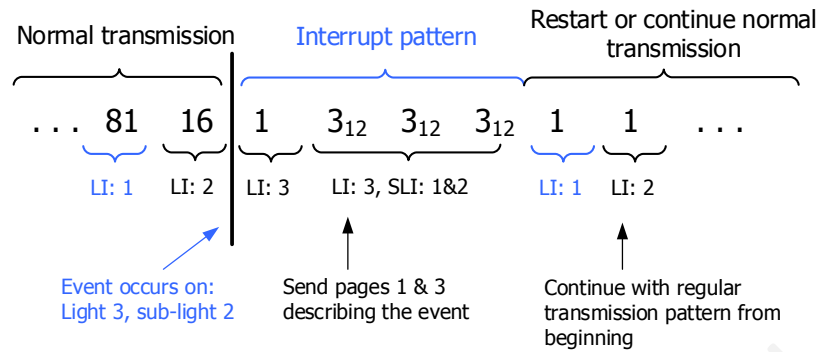 Normal transmission
Interrupt pattern
Restart or continue normal
transmission
. . . 81 16 1 3₁₂ 3₁₂ 3₁₂ 1 1 . . .
LI: 1 LI: 2 LI: 3 LI: 3, SLI: 1&2 LI: 1 LI: 2
Event occurs on:
Light 3, sub-light 2
Send pages 1 & 3
describing the event
Continue with regular
transmission pattern from
beginning